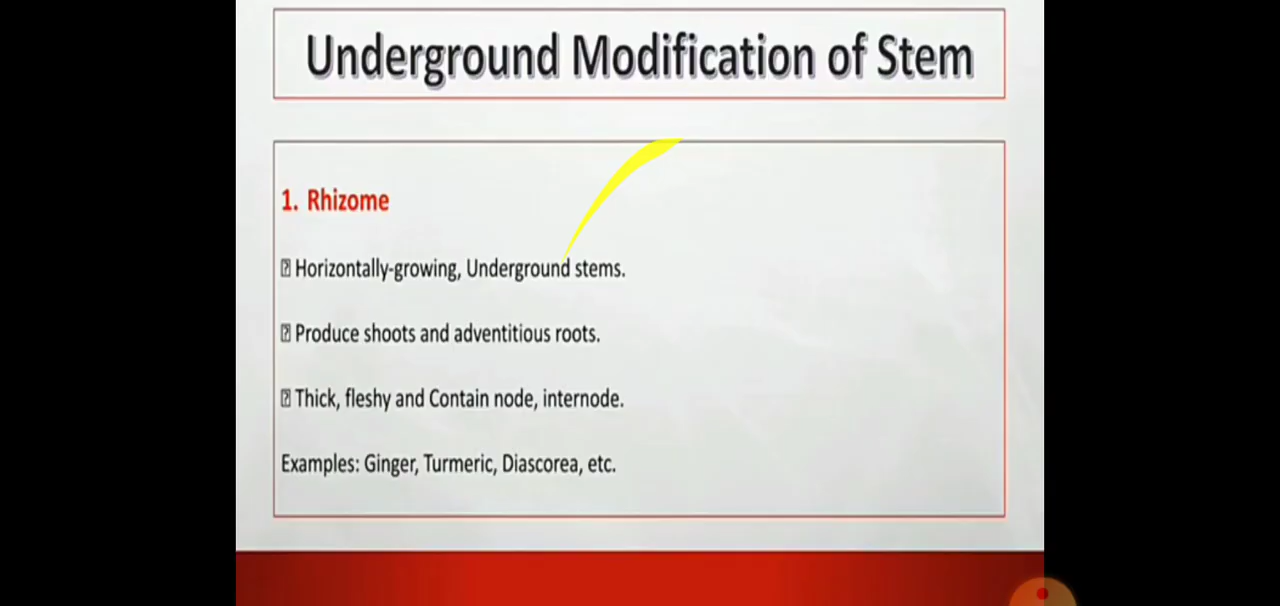 Underground Modification of Stem
1. Rhizome
Horizontally-growing, Underground stems.
Produce shoots and adventitious roots.
Thick, fleshy and Contain node, internode.
Examples: Ginger, Turmeric, Diascorea, etc.